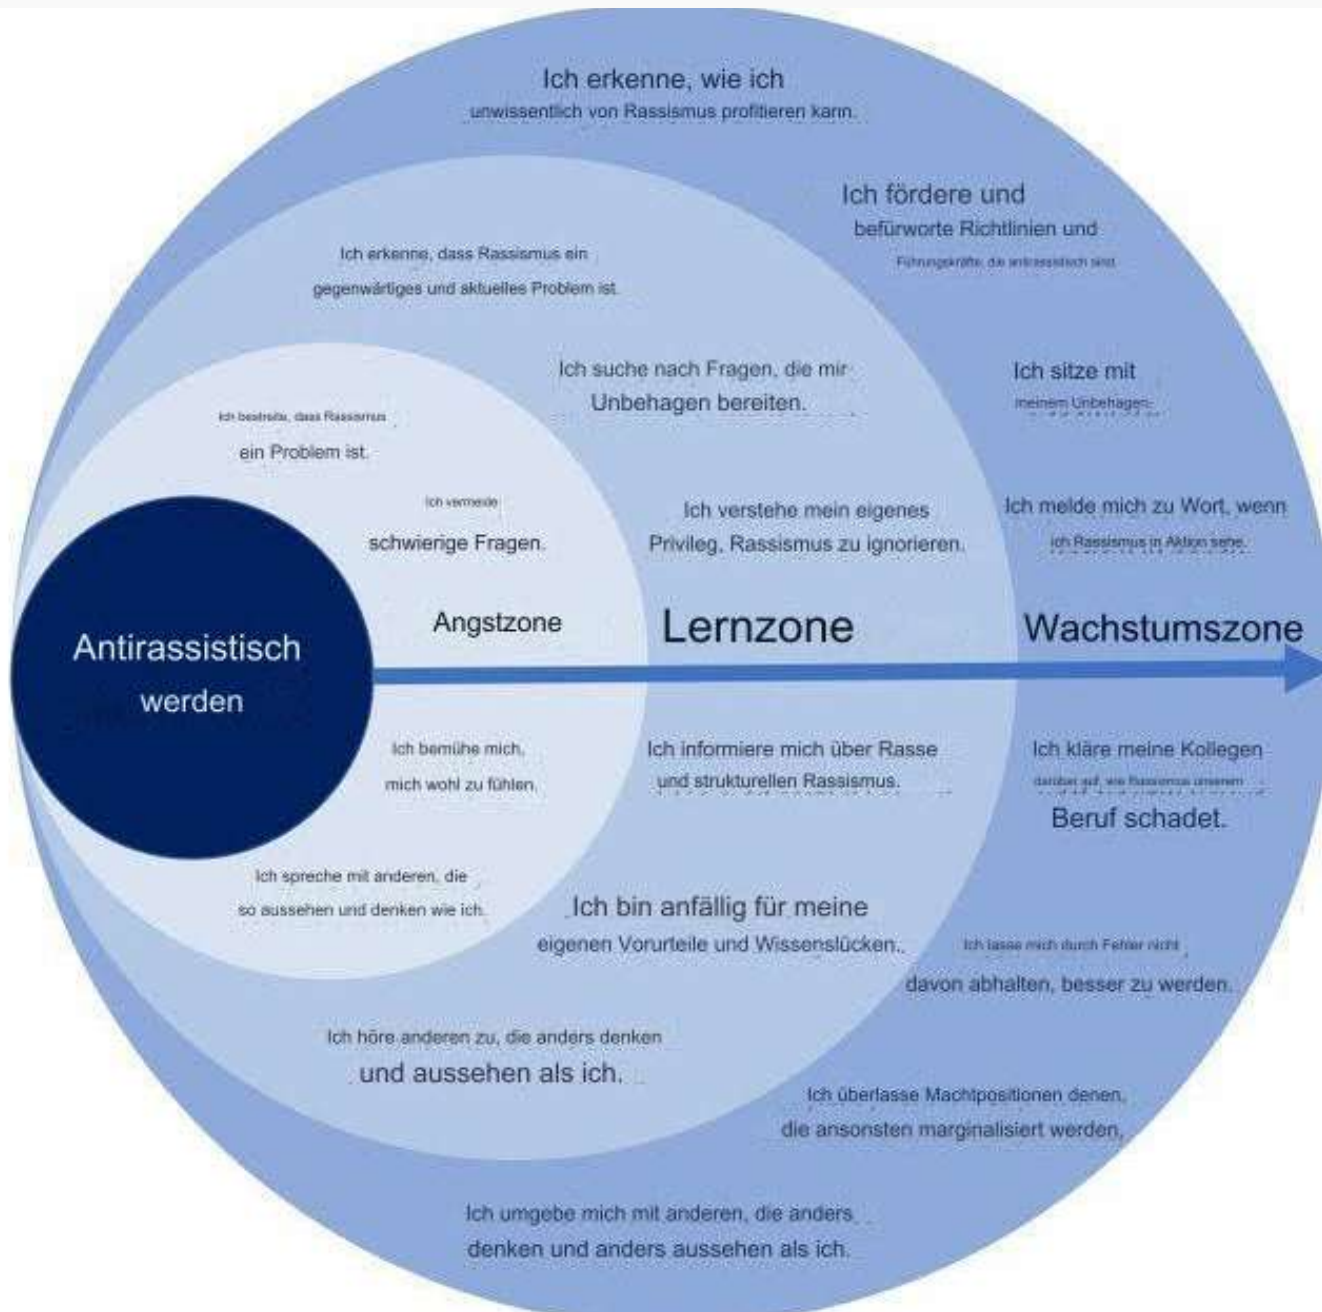 Ich erkenne, wie ich
unwissentlich von Rassismus profitieren kann.
Ich fördere und
befürworte Richtlinien und
Führungskräfte, die antirassistisch sind.
Ich erkenne, dass Rassismus ein
gegenwärtiges und aktuelles Problem ist.
Ich suche nach Fragen, die mir
Unbehagen bereiten.
Ich sitze mit
meinem Unbehagen.
Ich bestreite, dass Rassismus
ein Problem ist.
Ich vermeide
schwierige Fragen.
Ich verstehe mein eigenes
Privileg, Rassismus zu ignorieren.
Ich melde mich zu Wort, wenn
ich Rassismus in Aktion sehe.
Antirassistisch
werden
Angstzone
Lernzone
Wachstumszone
Ich bemühe mich,
mich wohl zu fühlen.
Ich informiere mich über Rasse
und strukturellen Rassismus.
Ich kläre meine Kollegen
darüber auf, wie Rassismus unserem
Beruf schadet.
Ich spreche mit anderen, die
so aussehen und denken wie ich.
Ich bin anfällig für meine
eigenen Vorurteile und Wissenslücken.
Ich lasse mich durch Fehler nicht
davon abhalten, besser zu werden.
Ich höre anderen zu, die anders denken
und aussehen als ich.
Ich überlasse Machtpositionen denen,
die ansonsten marginalisiert werden,
Ich umgebe mich mit anderen, die anders
denken und anders aussehen als ich.